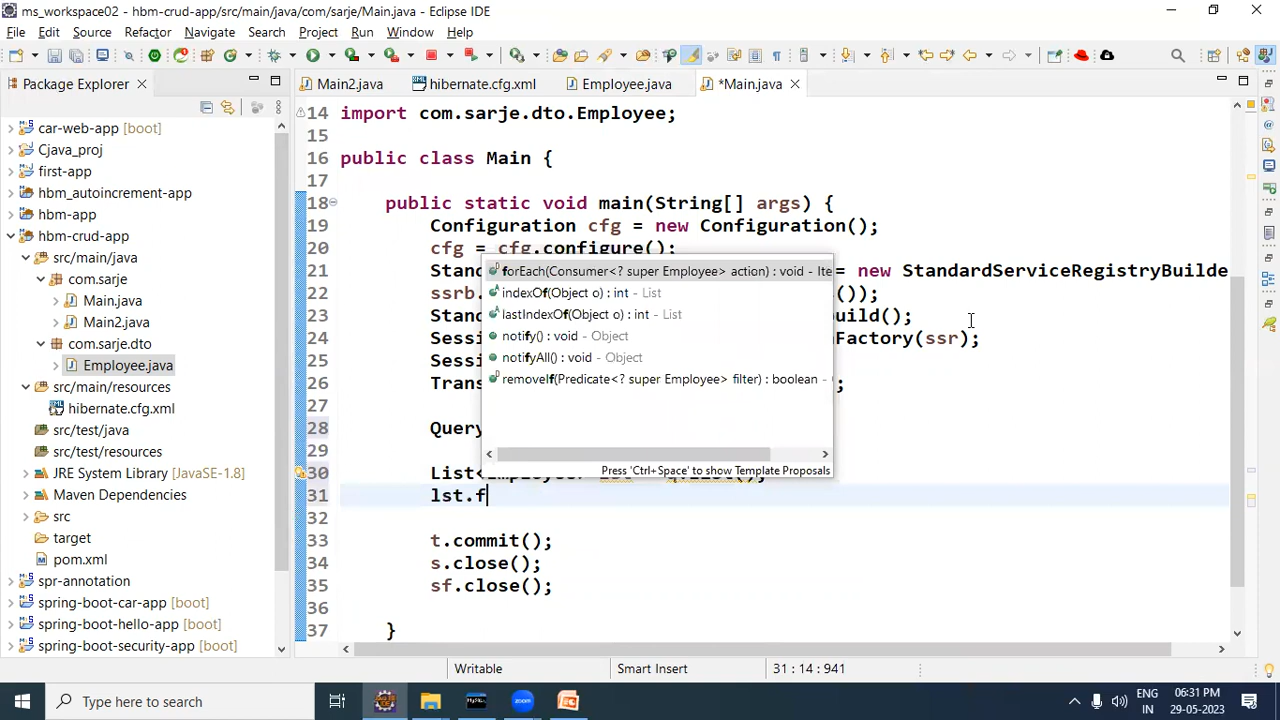 ms_workspace02 - hbm-crud-app/src/main/java/com/sarje/Main.java - Eclipse IDE
File Edit Source Refactor Navigate Search Project Run Window Help
Package Explorer
Main2.java hibernate.cfg.xml Employee.java *Main.java
car-web-app [boot]
Cjava_proj
first-app
hbm_autoincrement-app
hbm-app
hbm-crud-app
src/main/java
com.sarje
Main.java
Main2.java
com.sarje.dto
Employee.java
src/main/resources
hibernate.cfg.xml
src/test/java
src/test/resources
JRE System Library [JavaSE-1.8]
Maven Dependencies
src
target
pom.xml
spr-annotation
spring-boot-car-app [boot]
spring-boot-hello-app [boot]
spring-boot-security-app [boot]
14 import com.sarje.dto.Employee;
15
16 public class Main {
17
18 public static void main(String[] args) {
19 Configuration cfg = new Configuration();
20 cfg = cfg.configure();
21 Stand = new StandardServiceRegistryBuilde
22 ssrb. ());
23 Stand build();
24 Sessi Factory(ssr);
25 Sessi
26 Trans ;
27
28 Query
29
30 List<
31 lst.f
32
33 t.commit();
34 s.close();
35 sf.close();
36
37 }
forEach(Consumer<? super Employee> action) : void - Ite
indexOf(Object o) : int - List
lastIndexOf(Object o) : int - List
notify() : void - Object
notifyAll() : void - Object
removeIf(Predicate<? super Employee> filter) : boolean -
Press 'Ctrl+Space' to show Template Proposals
Writable Smart Insert 31 : 14 : 941
Type here to search
ENG
IN
06:31 PM
29-05-2023